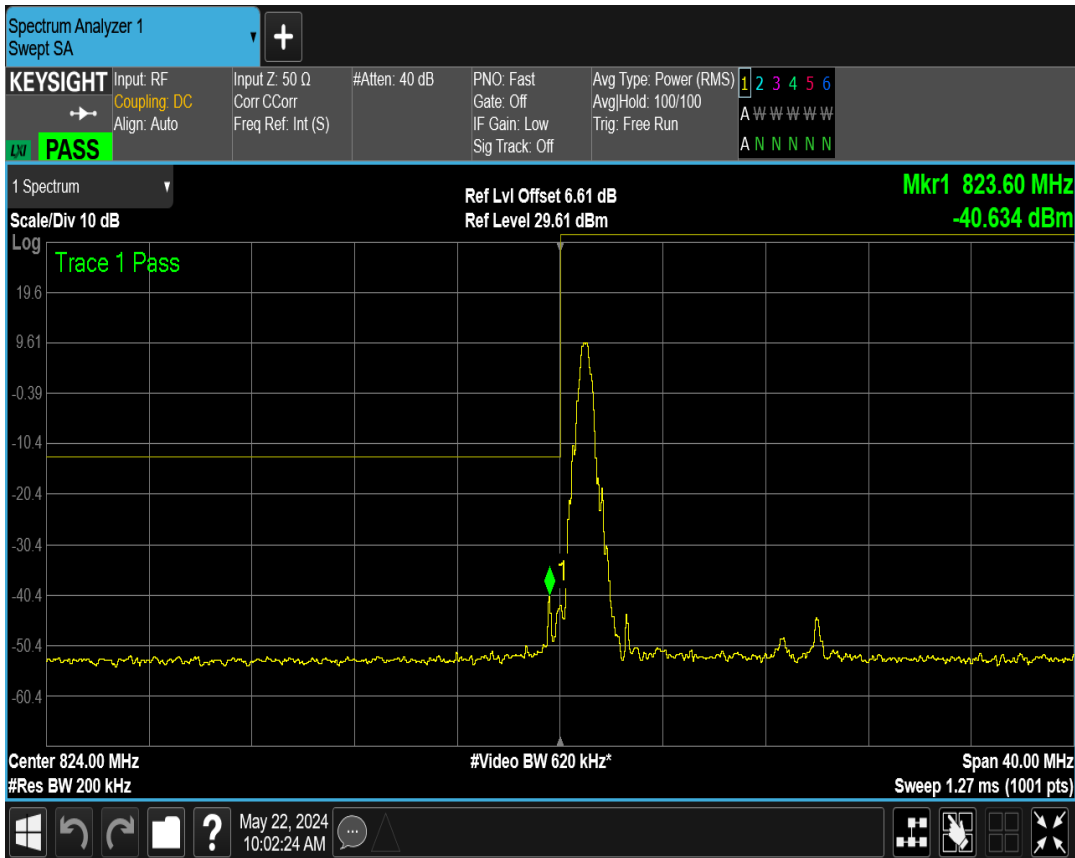 Spectrum Analyzer 1
Swept SA
KEYSIGHT
LXI PASS
Input: RF
Coupling: DC
Align: Auto
Input Z: 50 Ω
Corr CCorr
Freq Ref: Int (S)
#Atten: 40 dB
PNO: Fast
Gate: Off
IF Gain: Low
Sig Track: Off
Avg Type: Power (RMS)
Avg|Hold: 100/100
Trig: Free Run
1 2 3 4 5 6
A W W W W W
A N N N N N
1 Spectrum
Scale/Div 10 dB
Ref Lvl Offset 6.61 dB
Ref Level 29.61 dBm
Mkr1 823.60 MHz
-40.634 dBm
Log
Trace 1 Pass
19.6
9.61
-0.39
-10.4
-20.4
-30.4
1
-40.4
-50.4
-60.4
Center 824.00 MHz
#Res BW 200 kHz
#Video BW 620 kHz*
Span 40.00 MHz
Sweep 1.27 ms (1001 pts)
?
May 22, 2024
10:02:24 AM